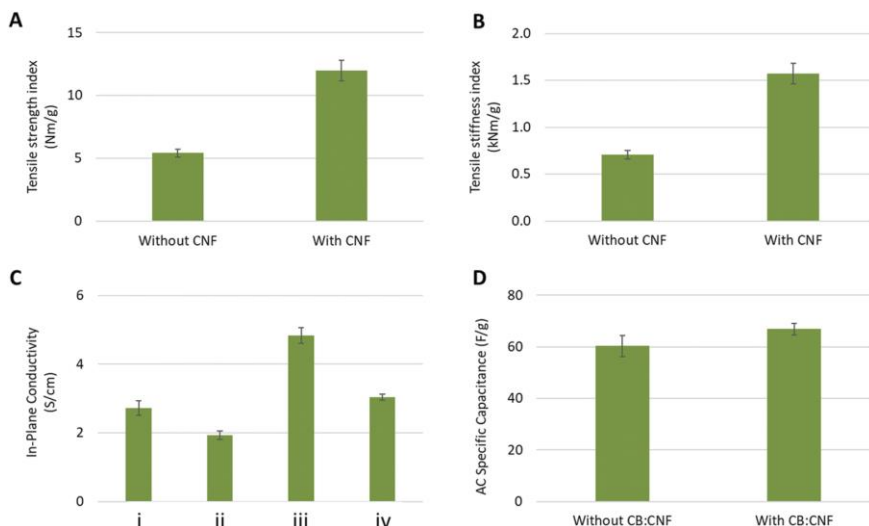 A
Tensile strength index
(Nm/g)
15
10
5
0
Without CNF
With CNF
B
Tensile stiffness index
(kNm/g)
2.0
1.5
1.0
0.5
0.0
Without CNF
With CNF
C
In-Plane Conductivity
(S/cm)
6
4
2
0
i
ii
iii
iv
D
AC Specific Capacitance (F/g)
80
60
40
20
0
Without CB:CNF
With CB:CNF